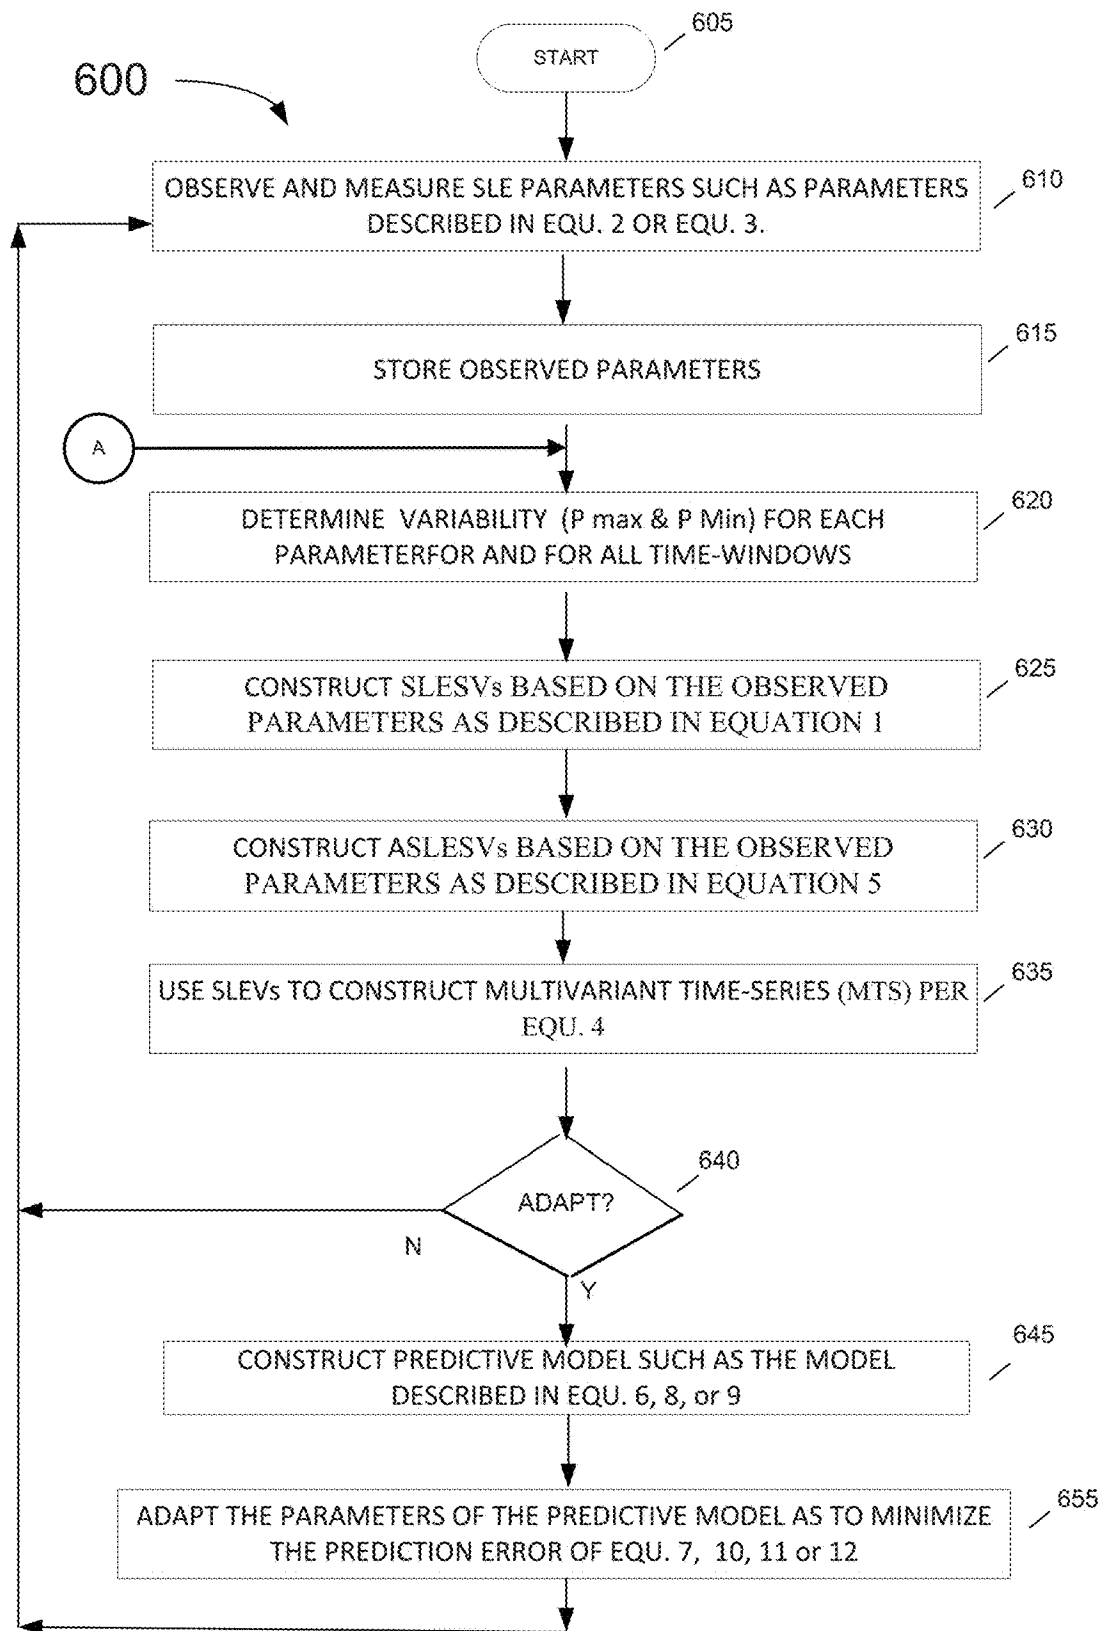 605
START
600
OBSERVE AND MEASURE SLE PARAMETERS SUCH AS PARAMETERS
DESCRIBED IN EQU. 2 OR EQU. 3.
610
STORE OBSERVED PARAMETERS
615
A
DETERMINE VARIABILITY (P max & P Min) FOR EACH
PARAMETERFOR AND FOR ALL TIME-WINDOWS
620
CONSTRUCT SLESVs BASED ON THE OBSERVED
PARAMETERS AS DESCRIBED IN EQUATION 1
625
CONSTRUCT ASLESVs BASED ON THE OBSERVED
PARAMETERS AS DESCRIBED IN EQUATION 5
630
USE SLEVs TO CONSTRUCT MULTIVARIANT TIME-SERIES (MTS) PER
EQU. 4
635
ADAPT?
640
N
Y
CONSTRUCT PREDICTIVE MODEL SUCH AS THE MODEL
DESCRIBED IN EQU. 6, 8, or 9
645
ADAPT THE PARAMETERS OF THE PREDICTIVE MODEL AS TO MINIMIZE
THE PREDICTION ERROR OF EQU. 7, 10, 11 or 12
655